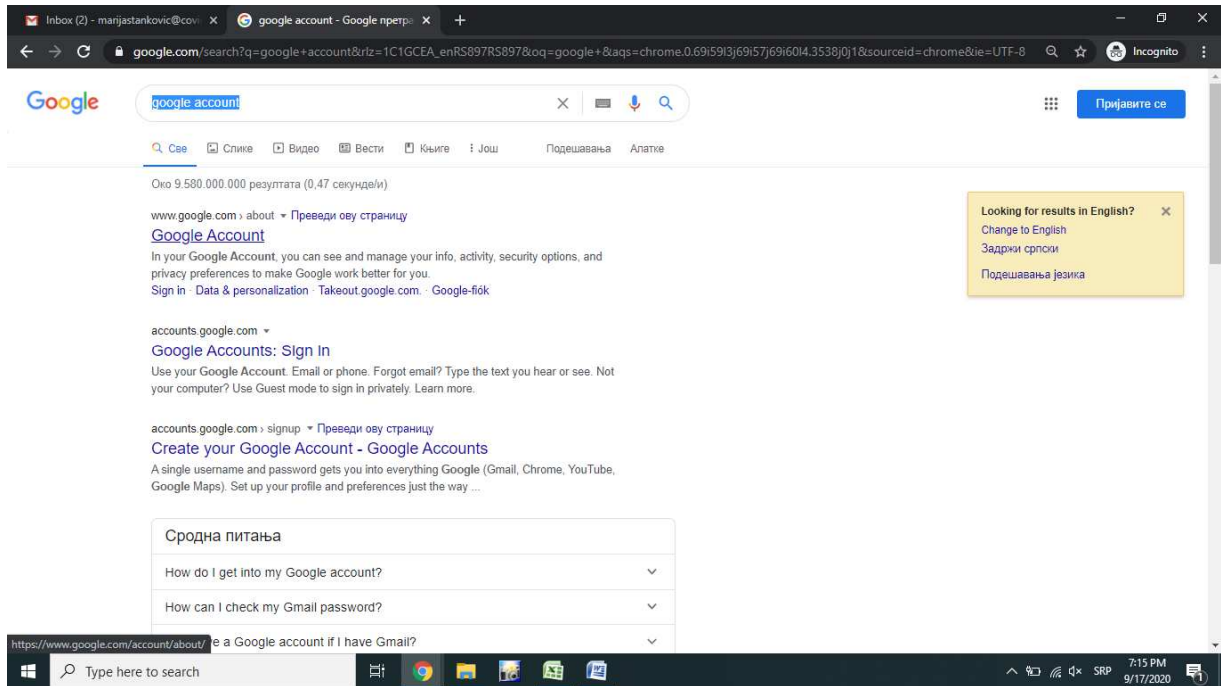 Inbox (2) - marijastankovic@cov
google account - Google претра
google.com/search?q=google+account&rlz=1C1GCEA_enRS897RS897&oq=google+&aqs=chrome.0.69i59l3j69i57j69i60l4.3538j0j1&sourceid=chrome&ie=UTF-8
Incognito
Google
google account
Пријавите се
Све Слике Видео Вести Књиге Још Подешавања Алатке
Око 9.580.000.000 резултата (0,47 секунде/и)
www.google.com › about Преведи ову страницу
Google Account
In your Google Account, you can see and manage your info, activity, security options, and
privacy preferences to make Google work better for you.
Sign in · Data & personalization · Takeout.google.com. · Google-fiók
Looking for results in English?
Change to English
Задржи српски
Подешавања језика
accounts.google.com
Google Accounts: SIgn In
Use your Google Account. Email or phone. Forgot email? Type the text you hear or see. Not
your computer? Use Guest mode to sign in privately. Learn more.
accounts.google.com › signup Преведи ову страницу
Create your Google Account - Google Accounts
A single username and password gets you into everything Google (Gmail, Chrome, YouTube,
Google Maps). Set up your profile and preferences just the way ...
Сродна питања
How do I get into my Google account?
How can I check my Gmail password?
e a Google account if I have Gmail?
https://www.google.com/account/about/
Type here to search
SRP
7:15 PM
9/17/2020